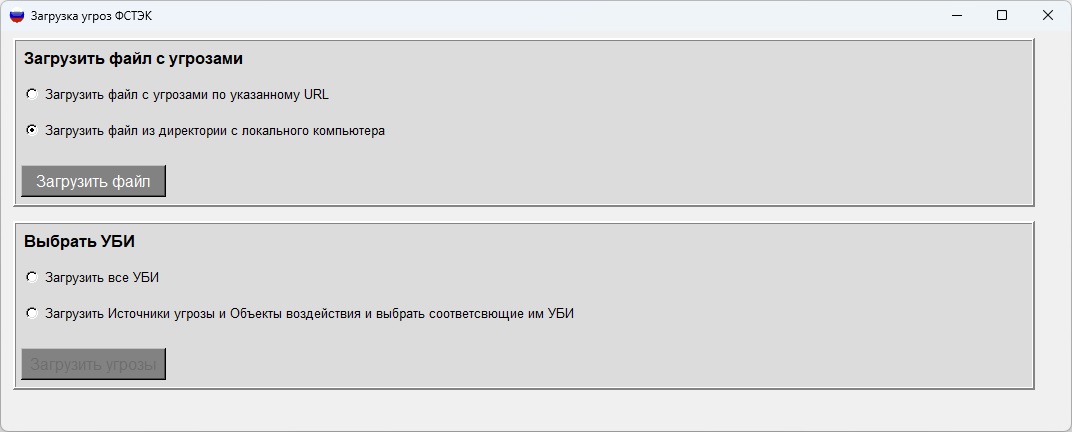 Загрузка угроз ФСТЭК
Загрузить файл с угрозами
Загрузить файл с угрозами по указанному URL
Загрузить файл из директории с локального компьютера
Загрузить файл
Выбрать УБИ
Загрузить все УБИ
Загрузить Источники угрозы и Объекты воздействия и выбрать соответсвющие им УБИ
Загрузить угрозы